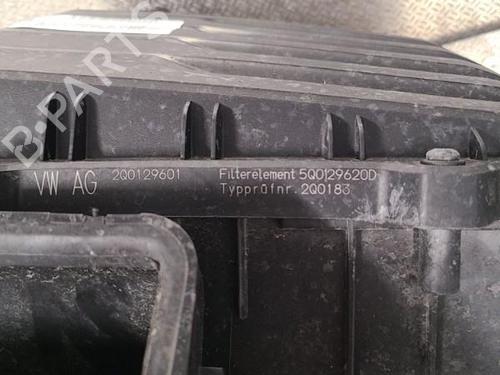 B-PARTS
VW AG 2Q0129601 Filterelement 5Q0129620D
Typprüfnr. 2Q0183